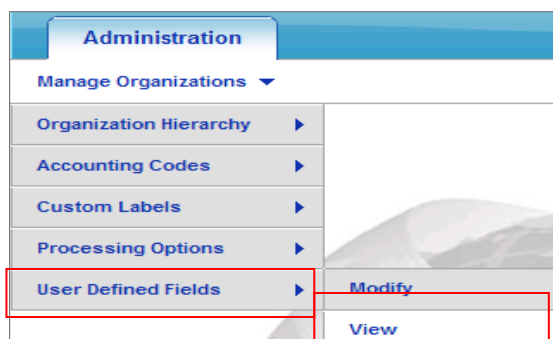 Administration
Manage Organizations
Organization Hierarchy
Accounting Codes
Custom Labels
Processing Options
User Defined Fields
Modify
View